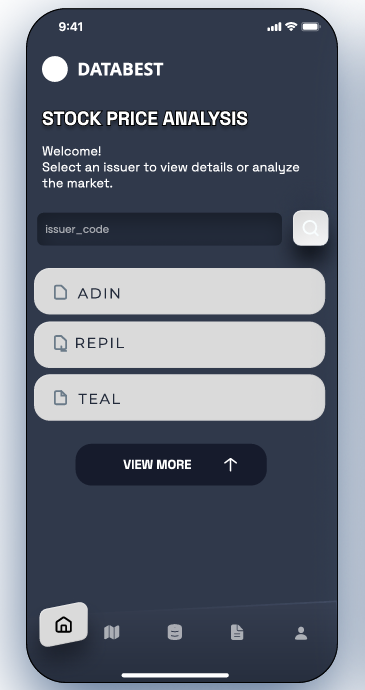 9:41
DATABEST
STOCK PRICE ANALYSIS
Welcome!
Select an issuer to view details or analyze
the market.
issuer_code
ADIN
REPIL
TEAL
VIEW MORE